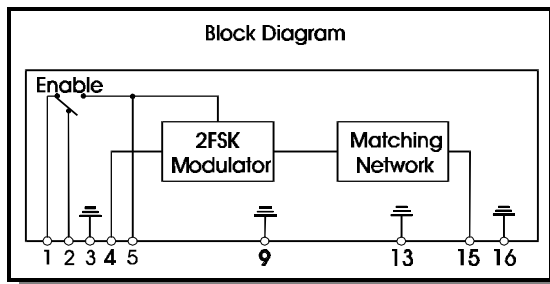 Block Diagram
Enable
2FSK
Modulator
Matching
Network
1 2 3 4 5 9 13 15 16